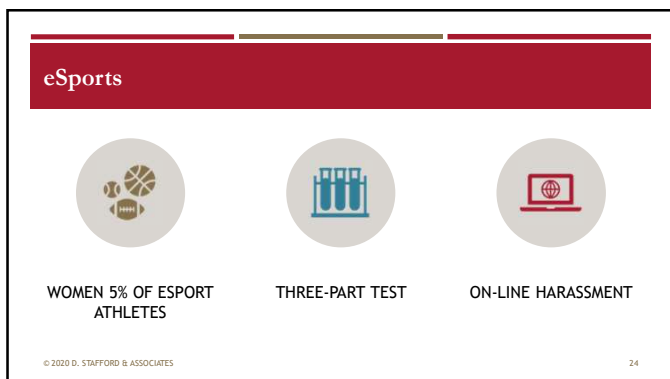 eSports
WOMEN 5% OF ESPORT
ATHLETES
THREE-PART TEST
ON-LINE HARASSMENT
© 2020 D. STAFFORD & ASSOCIATES
24